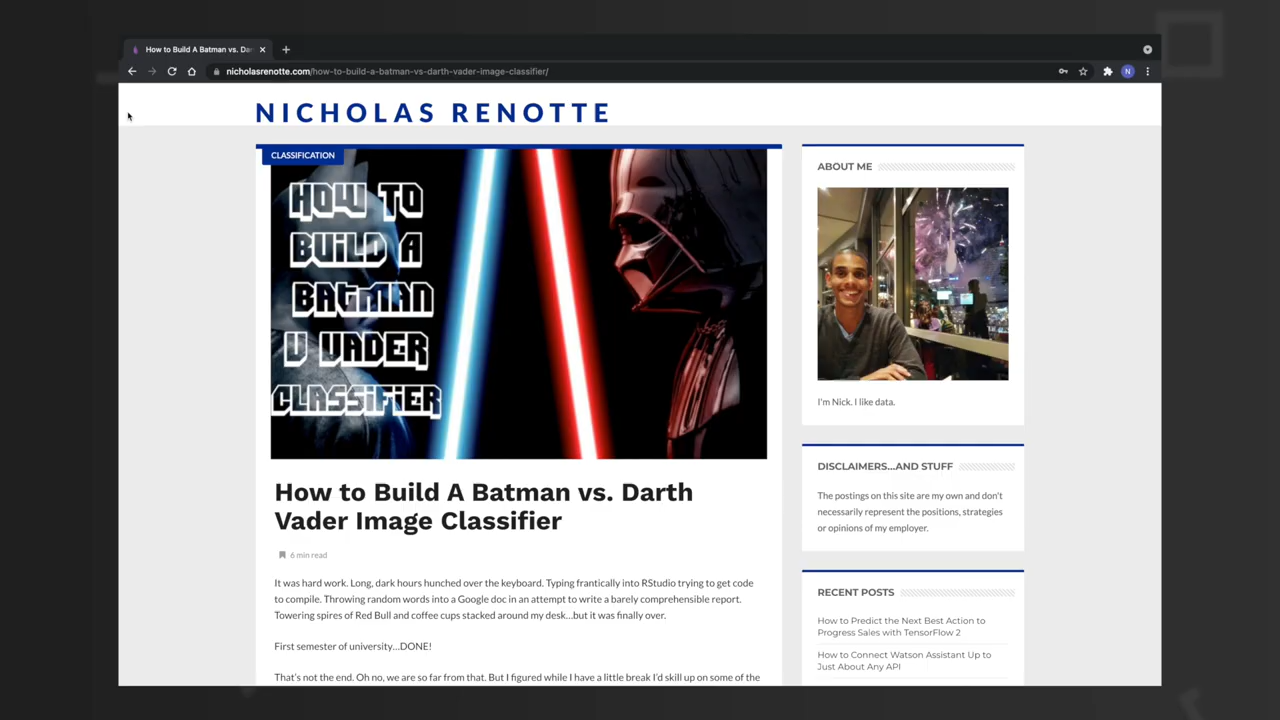 How to Build A Batman vs. Dar
nicholasrenotte.com/how-to-build-a-batman-vs-darth-vader-image-classifier/
N
NICHOLAS RENOTTE
CLASSIFICATION
HOW TO
BUILD A
BATMAN
V VADER
CLASSIFIER
How to Build A Batman vs. Darth
Vader Image Classifier
6 min read
It was hard work. Long, dark hours hunched over the keyboard. Typing frantically into RStudio trying to get code
to compile. Throwing random words into a Google doc in an attempt to write a barely comprehensible report.
Towering spires of Red Bull and coffee cups stacked around my desk...but it was finally over.
First semester of university...DONE!
That's not the end. Oh no, we are so far from that. But I figured while I have a little break I'd skill up on some of the
ABOUT ME
I'm Nick. I like data.
DISCLAIMERS...AND STUFF
The postings on this site are my own and don't
necessarily represent the positions, strategies
or opinions of my employer.
RECENT POSTS
How to Predict the Next Best Action to
Progress Sales with TensorFlow 2
How to Connect Watson Assistant Up to
Just About Any API